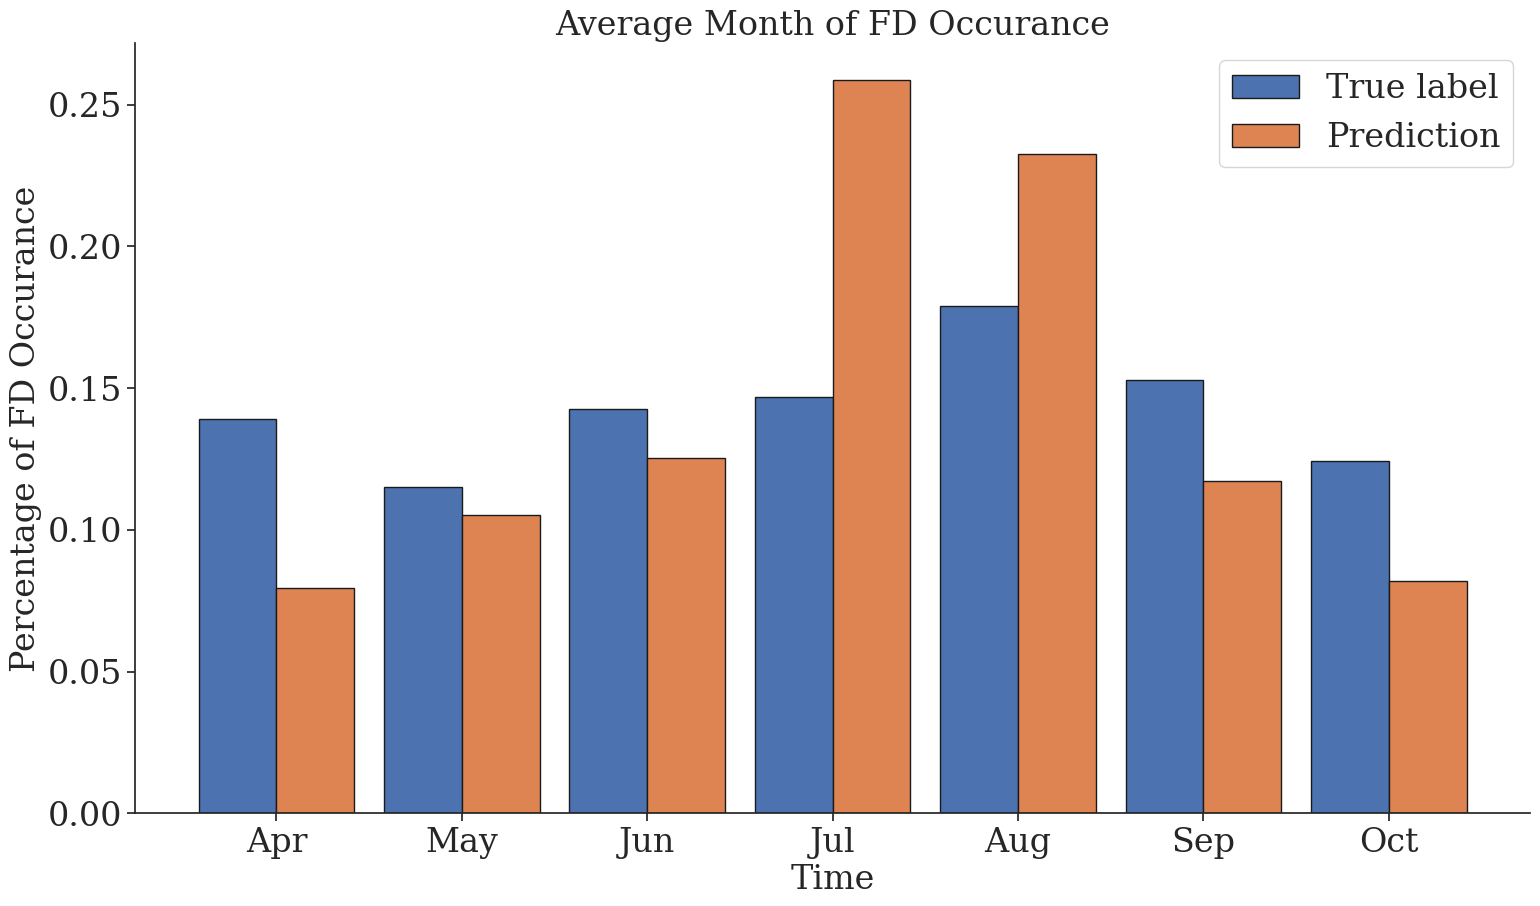 Average Month of FD Occurance
True label
Prediction
Percentage of FD Occurance
0.25
0.20
0.15
0.10
0.05
0.00
Apr May Jun Jul Aug Sep Oct
Time